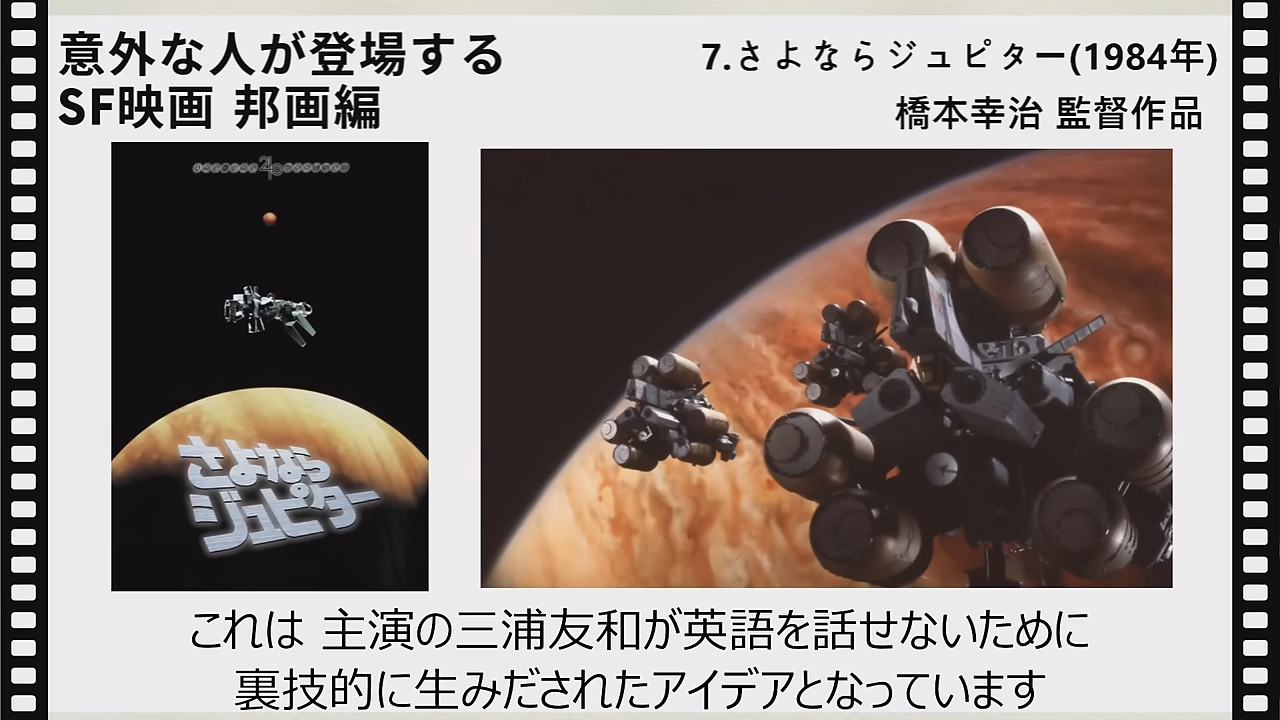 意外な人が登場する
SF映画 邦画編
7.さよならジュピター(1984年)
橋本幸治 監督作品
さよなら
ジュピター
これは 主演の三浦友和が英語を話せないために
裏技的に生みだされたアイデアとなっています